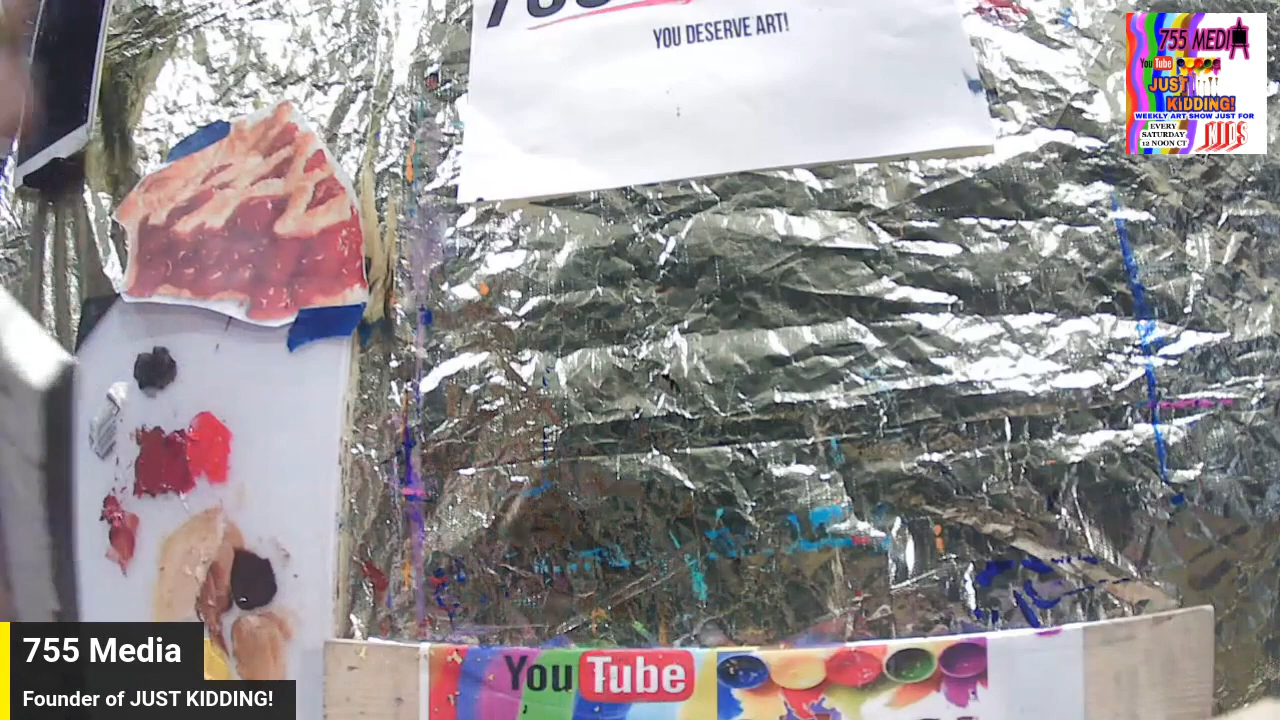 YOU DESERVE ART!
755 MEDIA
YouTube
JUST
KIDDING!
WEEKLY ART SHOW JUST FOR
EVERY
SATURDAY
12 NOON CT
KIDS
755 Media
Founder of JUST KIDDING!
YouTube